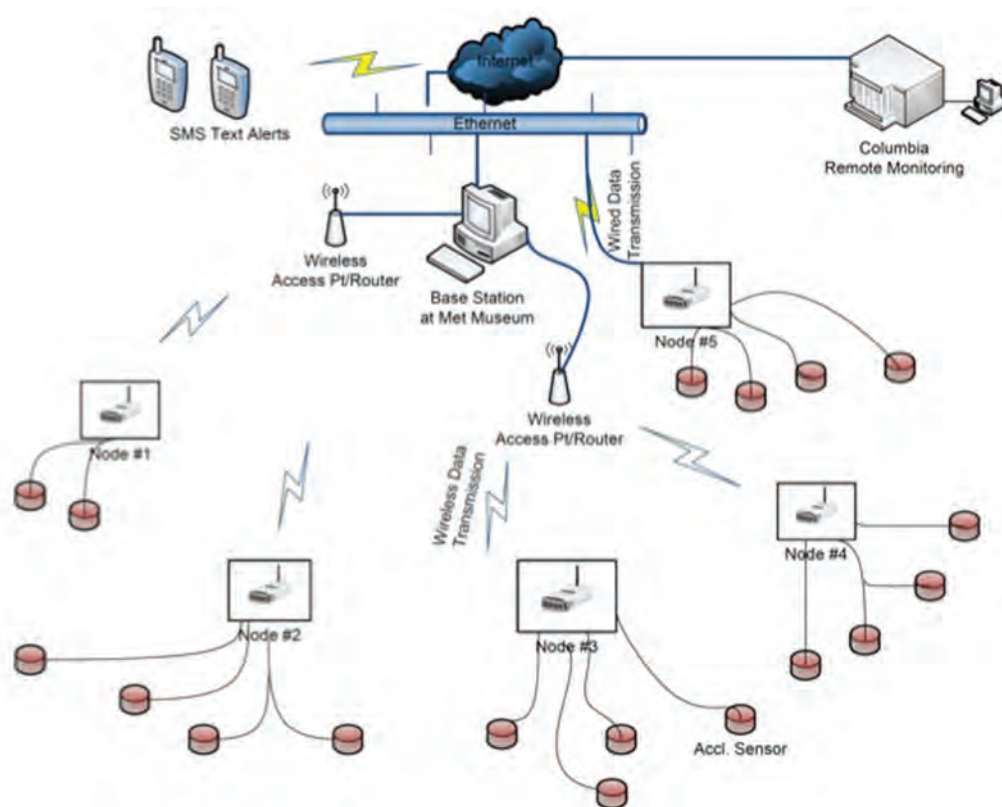 Internet
Ethernet
SMS Text Alerts
Columbia
Remote Monitoring
Wired Data
Transmission
Wireless
Access Pt/Router
Base Station
at Met Museum
Node #5
Wireless
Access Pt/Router
Node #1
Wireless Data
Transmission
Node #4
Node #2
Node #3
Accl. Sensor